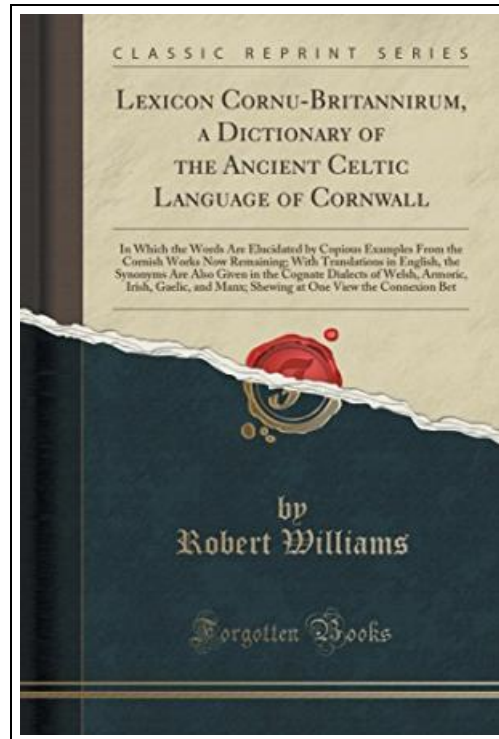 CLASSIC REPRINT SERIES
LEXICON CORNU-BRITANNIRUM,
A DICTIONARY OF
THE ANCIENT CELTIC
LANGUAGE OF CORNWALL
In Which the Words Are Elucidated by Copious Examples From the
Cornish Works Now Remaining; With Translations in English, the
Synonyms Are Also Given in the Cognate Dialects of Welsh, Armoric,
Irish, Gaelic, and Manx; Shewing at One View the Connexion Bet
by
Robert Williams
Forgotten Books